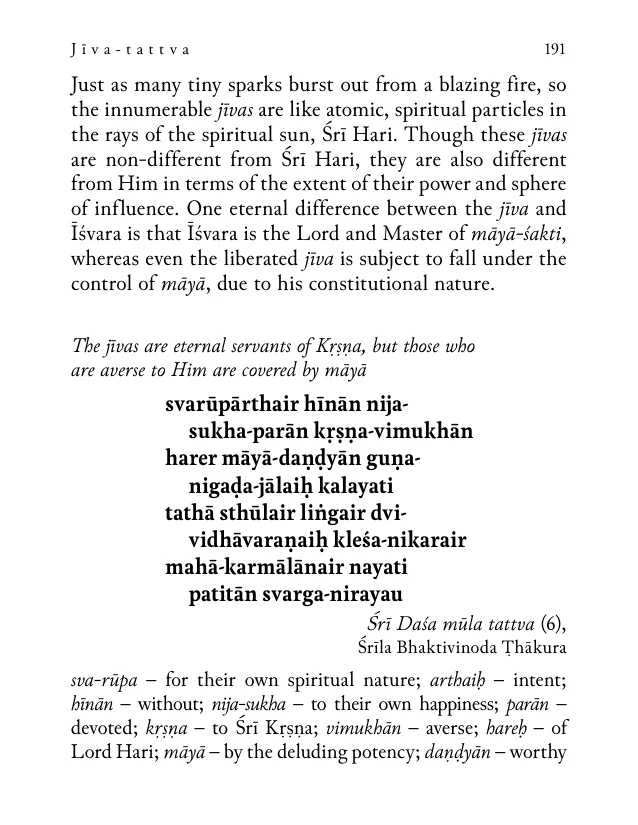 Jīva-tattva 191
Just as many tiny sparks burst out from a blazing fire, so
the innumerable jīvas are like atomic, spiritual particles in
the rays of the spiritual sun, Śrī Hari. Though these jīvas
are non-different from Śrī Hari, they are also different
from Him in terms of the extent of their power and sphere
of influence. One eternal difference between the jīva and
Īśvara is that Īśvara is the Lord and Master of māyā-śakti,
whereas even the liberated jīva is subject to fall under the
control of māyā, due to his constitutional nature.
The jīvas are eternal servants of Kṛṣṇa, but those who
are averse to Him are covered by māyā
svarūpārthair hīnān nija-
sukha-parān kṛṣṇa-vimukhān
harer māyā-daṇḍyān guṇa-
nigaḍa-jālaiḥ kalayati
tathā sthūlair liṅgair dvi-
vidhāvaraṇaiḥ kleśa-nikarair
mahā-karmālānair nayati
patitān svarga-nirayau
Śrī Daśa mūla tattva (6),
Śrīla Bhaktivinoda Ṭhākura
sva-rūpa – for their own spiritual nature; arthaiḥ – intent;
hīnān – without; nija-sukha – to their own happiness; parān –
devoted; kṛṣṇa – to Śrī Kṛṣṇa; vimukhān – averse; hareḥ – of
Lord Hari; māyā – by the deluding potency; daṇḍyān – worthy